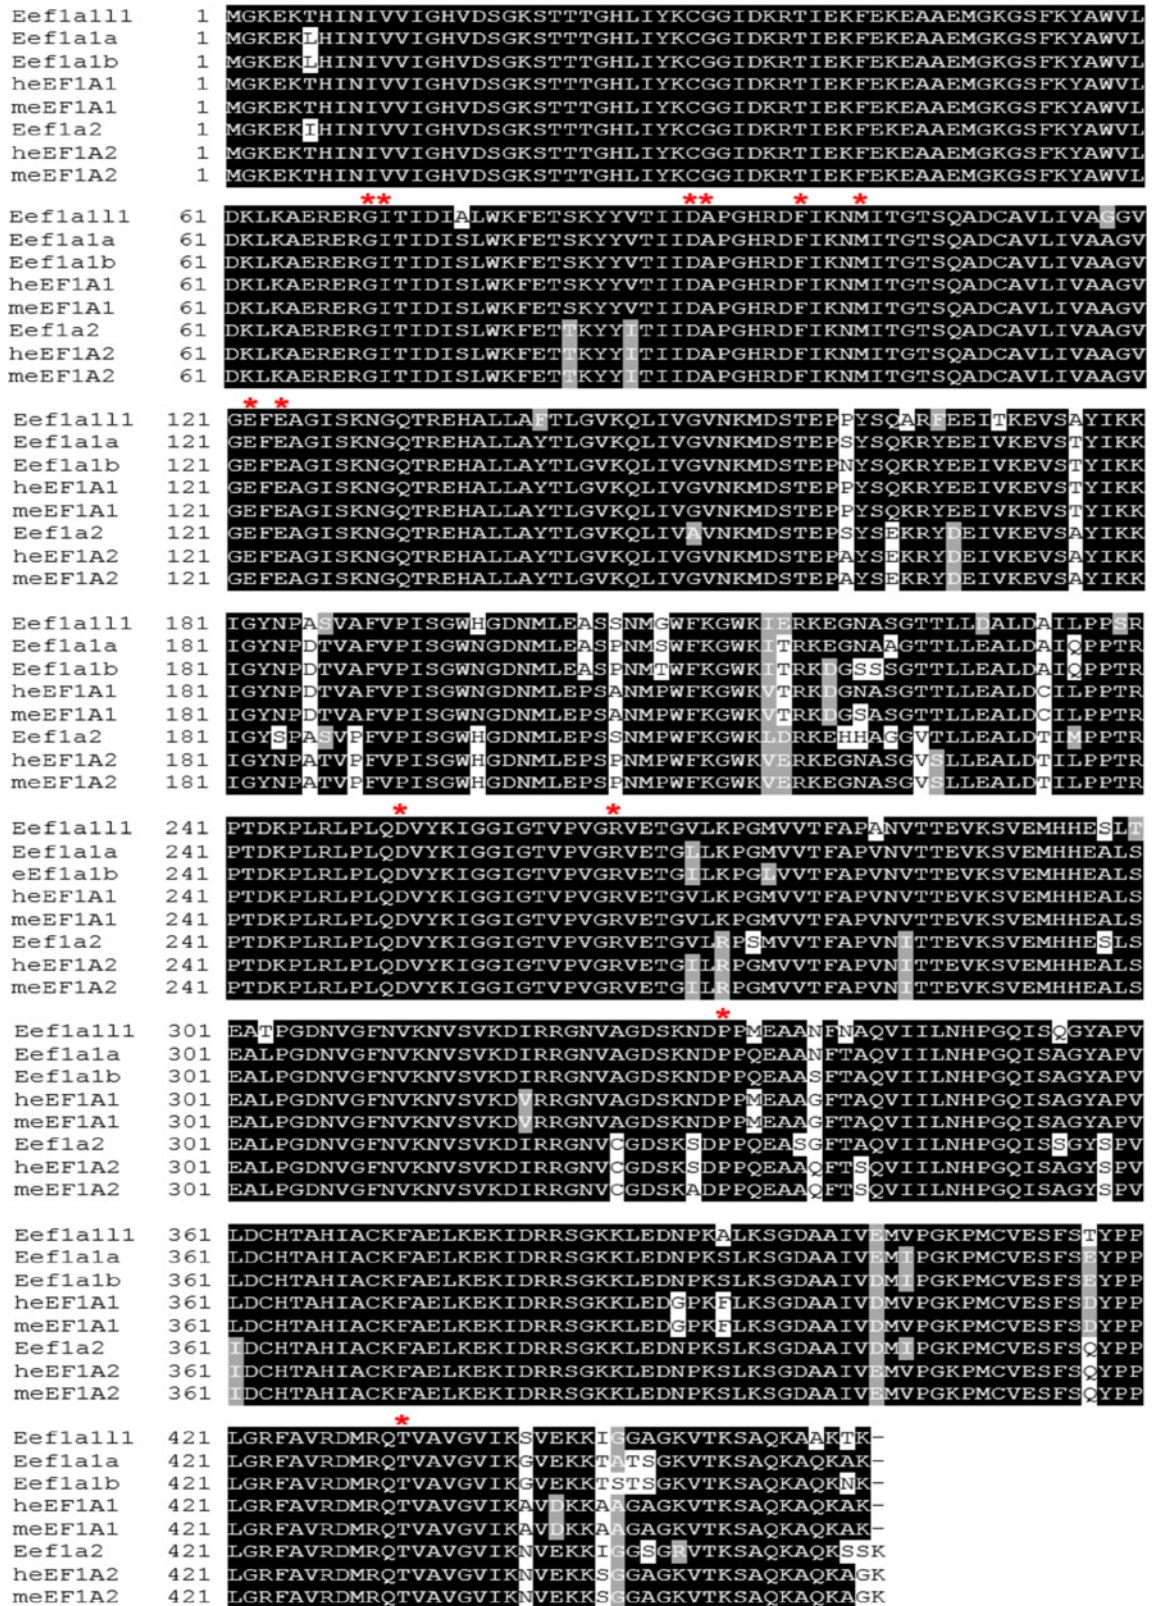 Eef1a1l1 1 MGKEKTHINIVVIGHVDSGKSTTTGHLIYKCGGIDKRTIEKFEKEAAEMGKGSFKYAWVL
Eef1a1a 1 MGKEKLHINIVVIGHVDSGKSTTTGHLIYKCGGIDKRTIEKFEKEAAEMGKGSFKYAWVL
Eef1a1b 1 MGKEKLHINIVVIGHVDSGKSTTTGHLIYKCGGIDKRTIEKFEKEAAEMGKGSFKYAWVL
heEF1A1 1 MGKEKTHINIVVIGHVDSGKSTTTGHLIYKCGGIDKRTIEKFEKEAAEMGKGSFKYAWVL
meEF1A1 1 MGKEKTHINIVVIGHVDSGKSTTTGHLIYKCGGIDKRTIEKFEKEAAEMGKGSFKYAWVL
Eef1a2 1 MGKEKIHINIVVIGHVDSGKSTTTGHLIYKCGGIDKRTIEKFEKEAAEMGKGSFKYAWVL
heEF1A2 1 MGKEKTHINIVVIGHVDSGKSTTTGHLIYKCGGIDKRTIEKFEKEAAEMGKGSFKYAWVL
meEF1A2 1 MGKEKTHINIVVIGHVDSGKSTTTGHLIYKCGGIDKRTIEKFEKEAAEMGKGSFKYAWVL
** ** * *
Eef1a1l1 61 DKLKAERERGITIDIALWKFETSKYYVTIIDAPGHRDFIKNMITGTSQADCAVLIVAGGV
Eef1a1a 61 DKLKAERERGITIDISLWKFETSKYYVTIIDAPGHRDFIKNMITGTSQADCAVLIVAAGV
Eef1a1b 61 DKLKAERERGITIDISLWKFETSKYYVTIIDAPGHRDFIKNMITGTSQADCAVLIVAAGV
heEF1A1 61 DKLKAERERGITIDISLWKFETSKYYVTIIDAPGHRDFIKNMITGTSQADCAVLIVAAGV
meEF1A1 61 DKLKAERERGITIDISLWKFETSKYYVTIIDAPGHRDFIKNMITGTSQADCAVLIVAAGV
Eef1a2 61 DKLKAERERGITIDISLWKFETTKYYITIIDAPGHRDFIKNMITGTSQADCAVLIVAAGV
heEF1A2 61 DKLKAERERGITIDISLWKFETTKYYITIIDAPGHRDFIKNMITGTSQADCAVLIVAAGV
meEF1A2 61 DKLKAERERGITIDISLWKFETTKYYITIIDAPGHRDFIKNMITGTSQADCAVLIVAAGV
* *
Eef1a1l1 121 GEFEAGISKNGQTREHALLAFTLGVKQLIVGVNKMDSTEPPYSQARFEEITKEVSAYIKK
Eef1a1a 121 GEFEAGISKNGQTREHALLAYTLGVKQLIVGVNKMDSTEPSYSQKRYEEIVKEVSTYIKK
Eef1a1b 121 GEFEAGISKNGQTREHALLAYTLGVKQLIVGVNKMDSTEPNYSQKRYEEIVKEVSTYIKK
heEF1A1 121 GEFEAGISKNGQTREHALLAYTLGVKQLIVGVNKMDSTEPPYSQKRYEEIVKEVSTYIKK
meEF1A1 121 GEFEAGISKNGQTREHALLAYTLGVKQLIVGVNKMDSTEPPYSQKRYEEIVKEVSTYIKK
Eef1a2 121 GEFEAGISKNGQTREHALLAYTLGVKQLIVAVNKMDSTEPSYSEKRYDEIVKEVSAYIKK
heEF1A2 121 GEFEAGISKNGQTREHALLAYTLGVKQLIVGVNKMDSTEPAYSEKRYDEIVKEVSAYIKK
meEF1A2 121 GEFEAGISKNGQTREHALLAYTLGVKQLIVGVNKMDSTEPAYSEKRYDEIVKEVSAYIKK
Eef1a1l1 181 IGYNPASVAFVPISGWHGDNMLEASSNMGWFKGWKIERKEGNASGTTLLDALDAILPPSR
Eef1a1a 181 IGYNPDTVAFVPISGWNGDNMLEASPNMSWFKGWKITRKEGNAAGTTLLEALDAIQPPTR
Eef1a1b 181 IGYNPDTVAFVPISGWNGDNMLEASPNMTWFKGWKITRKDGSSSGTTLLEALDAIQPPTR
heEF1A1 181 IGYNPDTVAFVPISGWNGDNMLEPSANMPWFKGWKVTRKDGNASGTTLLEALDCILPPTR
meEF1A1 181 IGYNPDTVAFVPISGWNGDNMLEPSANMPWFKGWKVTRKDGSASGTTLLEALDCILPPTR
Eef1a2 181 IGYSPASVPFVPISGWHGDNMLEPSSNMPWFKGWKLDRKEHHAGGVTLLEALDTIMPPTR
heEF1A2 181 IGYNPATVPFVPISGWHGDNMLEPSPNMPWFKGWKVERKEGNASGVSLLEALDTILPPTR
meEF1A2 181 IGYNPATVPFVPISGWHGDNMLEPSPNMPWFKGWKVERKEGNASGVSLLEALDTILPPTR
* *
Eef1a1l1 241 PTDKPLRLPLQDVYKIGGIGTVPVGRVETGVLKPGMVVTFAPANVTTEVKSVEMHHESLT
Eef1a1a 241 PTDKPLRLPLQDVYKIGGIGTVPVGRVETGLLKPGMVVTFAPVNVTTEVKSVEMHHEALS
eEf1a1b 241 PTDKPLRLPLQDVYKIGGIGTVPVGRVETGILKPGLVVTFAPVNVTTEVKSVEMHHEALS
heEF1A1 241 PTDKPLRLPLQDVYKIGGIGTVPVGRVETGVLKPGMVVTFAPVNVTTEVKSVEMHHEALS
meEF1A1 241 PTDKPLRLPLQDVYKIGGIGTVPVGRVETGVLKPGMVVTFAPVNVTTEVKSVEMHHEALS
Eef1a2 241 PTDKPLRLPLQDVYKIGGIGTVPVGRVETGVLRPSMVVTFAPVNITTEVKSVEMHHESLS
heEF1A2 241 PTDKPLRLPLQDVYKIGGIGTVPVGRVETGILRPGMVVTFAPVNITTEVKSVEMHHEALS
meEF1A2 241 PTDKPLRLPLQDVYKIGGIGTVPVGRVETGILRPGMVVTFAPVNITTEVKSVEMHHEALS
*
Eef1a1l1 301 EATPGDNVGFNVKNVSVKDIRRGNVAGDSKNDPPMEAANFNAQVIILNHPGQISQGYAPV
Eef1a1a 301 EALPGDNVGFNVKNVSVKDIRRGNVAGDSKNDPPQEAANFTAQVIILNHPGQISAGYAPV
Eef1a1b 301 EALPGDNVGFNVKNVSVKDIRRGNVAGDSKNDPPQEAASFTAQVIILNHPGQISAGYAPV
heEF1A1 301 EALPGDNVGFNVKNVSVKDVRRGNVAGDSKNDPPMEAAGFTAQVIILNHPGQISAGYAPV
meEF1A1 301 EALPGDNVGFNVKNVSVKDVRRGNVAGDSKNDPPMEAAGFTAQVIILNHPGQISAGYAPV
Eef1a2 301 EALPGDNVGFNVKNVSVKDIRRGNVCGDSKSDPPQEASGFTAQVIILNHPGQISSGYSPV
heEF1A2 301 EALPGDNVGFNVKNVSVKDIRRGNVCGDSKSDPPQEAAQFTSQVIILNHPGQISAGYSPV
meEF1A2 301 EALPGDNVGFNVKNVSVKDIRRGNVCGDSKADPPQEAAQFTSQVIILNHPGQISAGYSPV
Eef1a1l1 361 LDCHTAHIACKFAELKEKIDRRSGKKLEDNPKALKSGDAAIVEMVPGKPMCVESFSTYPP
Eef1a1a 361 LDCHTAHIACKFAELKEKIDRRSGKKLEDNPKSLKSGDAAIVEMIPGKPMCVESFSEYPP
Eef1a1b 361 LDCHTAHIACKFAELKEKIDRRSGKKLEDNPKSLKSGDAAIVDMIPGKPMCVESFSEYPP
heEF1A1 361 LDCHTAHIACKFAELKEKIDRRSGKKLEDGPKFLKSGDAAIVDMVPGKPMCVESFSDYPP
meEF1A1 361 LDCHTAHIACKFAELKEKIDRRSGKKLEDGPKFLKSGDAAIVDMVPGKPMCVESFSDYPP
Eef1a2 361 IDCHTAHIACKFAELKEKIDRRSGKKLEDNPKSLKSGDAAIVDMIPGKPMCVESFSQYPP
heEF1A2 361 IDCHTAHIACKFAELKEKIDRRSGKKLEDNPKSLKSGDAAIVEMVPGKPMCVESFSQYPP
meEF1A2 361 IDCHTAHIACKFAELKEKIDRRSGKKLEDNPKSLKSGDAAIVEMVPGKPMCVESFSQYPP
*
Eef1a1l1 421 LGRFAVRDMRQTVAVGVIKSVEKKIGGAGKVTKSAQKAAKTK-
Eef1a1a 421 LGRFAVRDMRQTVAVGVIKGVEKKTATSGKVTKSAQKAQKAK-
Eef1a1b 421 LGRFAVRDMRQTVAVGVIKGVEKKTSTSGKVTKSAQKAQKNK-
heEF1A1 421 LGRFAVRDMRQTVAVGVIKAVDKKAAGAGKVTKSAQKAQKAK-
meEF1A1 421 LGRFAVRDMRQTVAVGVIKAVDKKAAGAGKVTKSAQKAQKAK-
Eef1a2 421 LGRFAVRDMRQTVAVGVIKNVEKKIGGSGRVTKSAQKAQKSSK
heEF1A2 421 LGRFAVRDMRQTVAVGVIKNVEKKSGGAGKVTKSAQKAQKAGK
meEF1A2 421 LGRFAVRDMRQTVAVGVIKNVEKKSGGAGKVTKSAQKAQKAGK